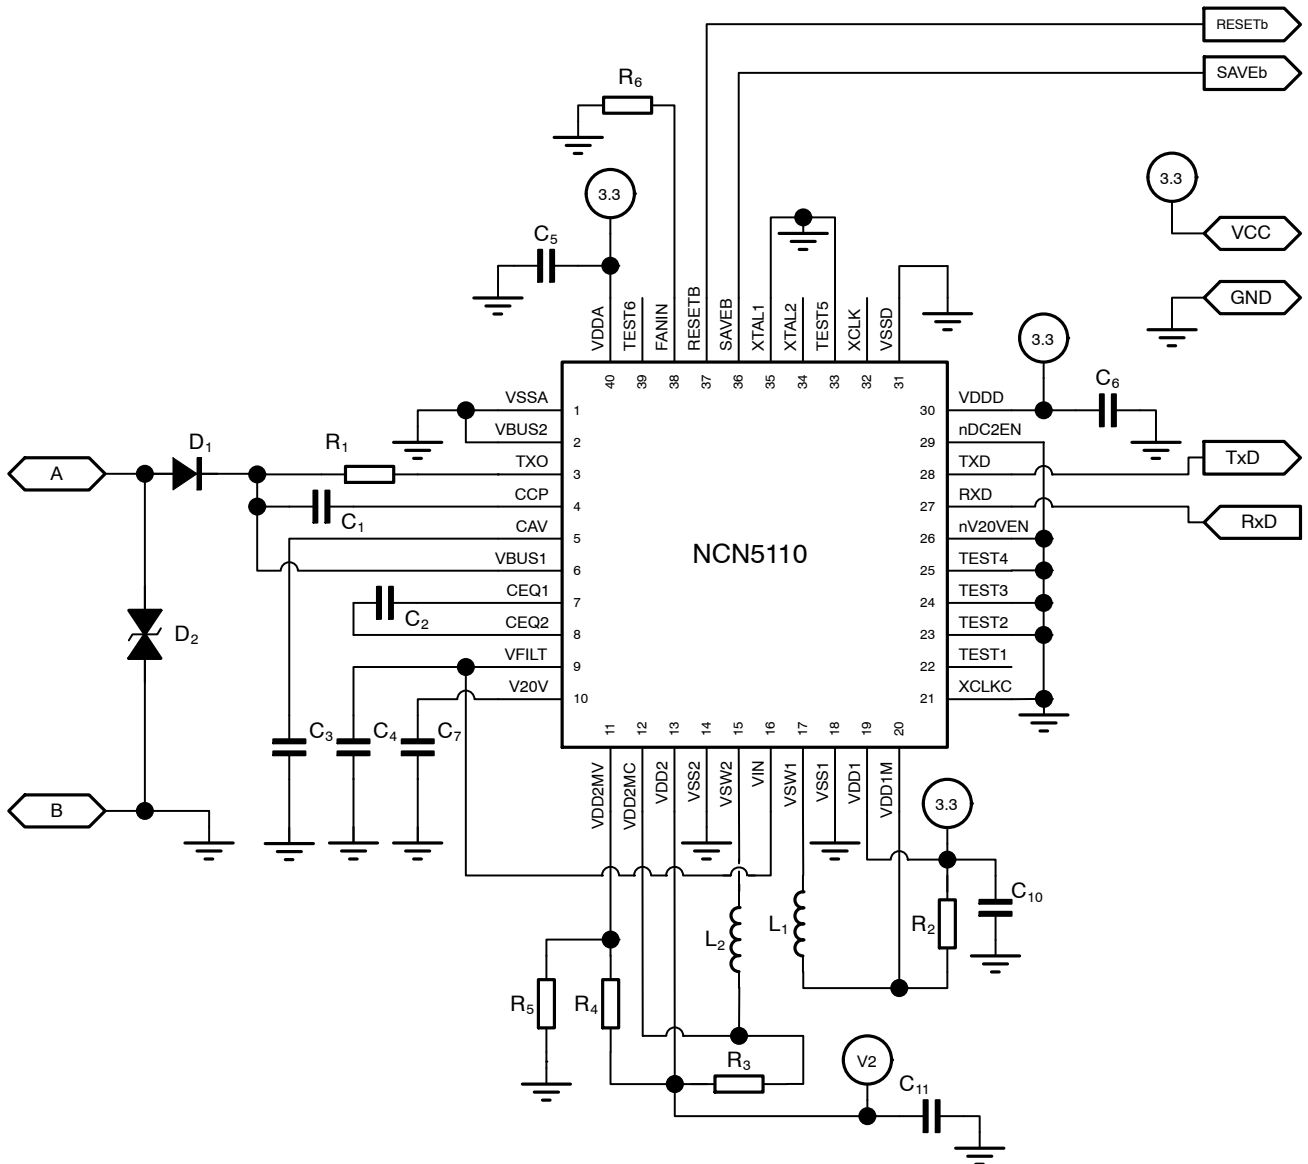 RESETb
R6
SAVEb
3.3
3.3
C5
VCC
GND
VDDA
TEST6
FANIN
RESETB
SAVEB
XTAL1
XTAL2
TEST5
XCLK
VSSD
3.3
40
39
38
37
36
35
34
33
32
31
C6
VSSA
1
30
VDDD
VBUS2
2
29
nDC2EN
A
D1
R1
TXO
3
28
TXD
TxD
CCP
4
27
RXD
RxD
C1
CAV
5
26
nV20VEN
NCN5110
VBUS1
6
25
TEST4
CEQ1
7
24
TEST3
C2
CEQ2
8
23
TEST2
D2
VFILT
9
22
TEST1
V20V
10
21
XCLKC
C3
C4
C7
11
12
13
14
15
16
17
18
19
20
VDD2MV
VDD2MC
VDD2
VSS2
VSW2
VIN
VSW1
VSS1
VDD1
VDD1M
B
3.3
C10
L2
L1
R2
R5
R4
R3
V2
C11